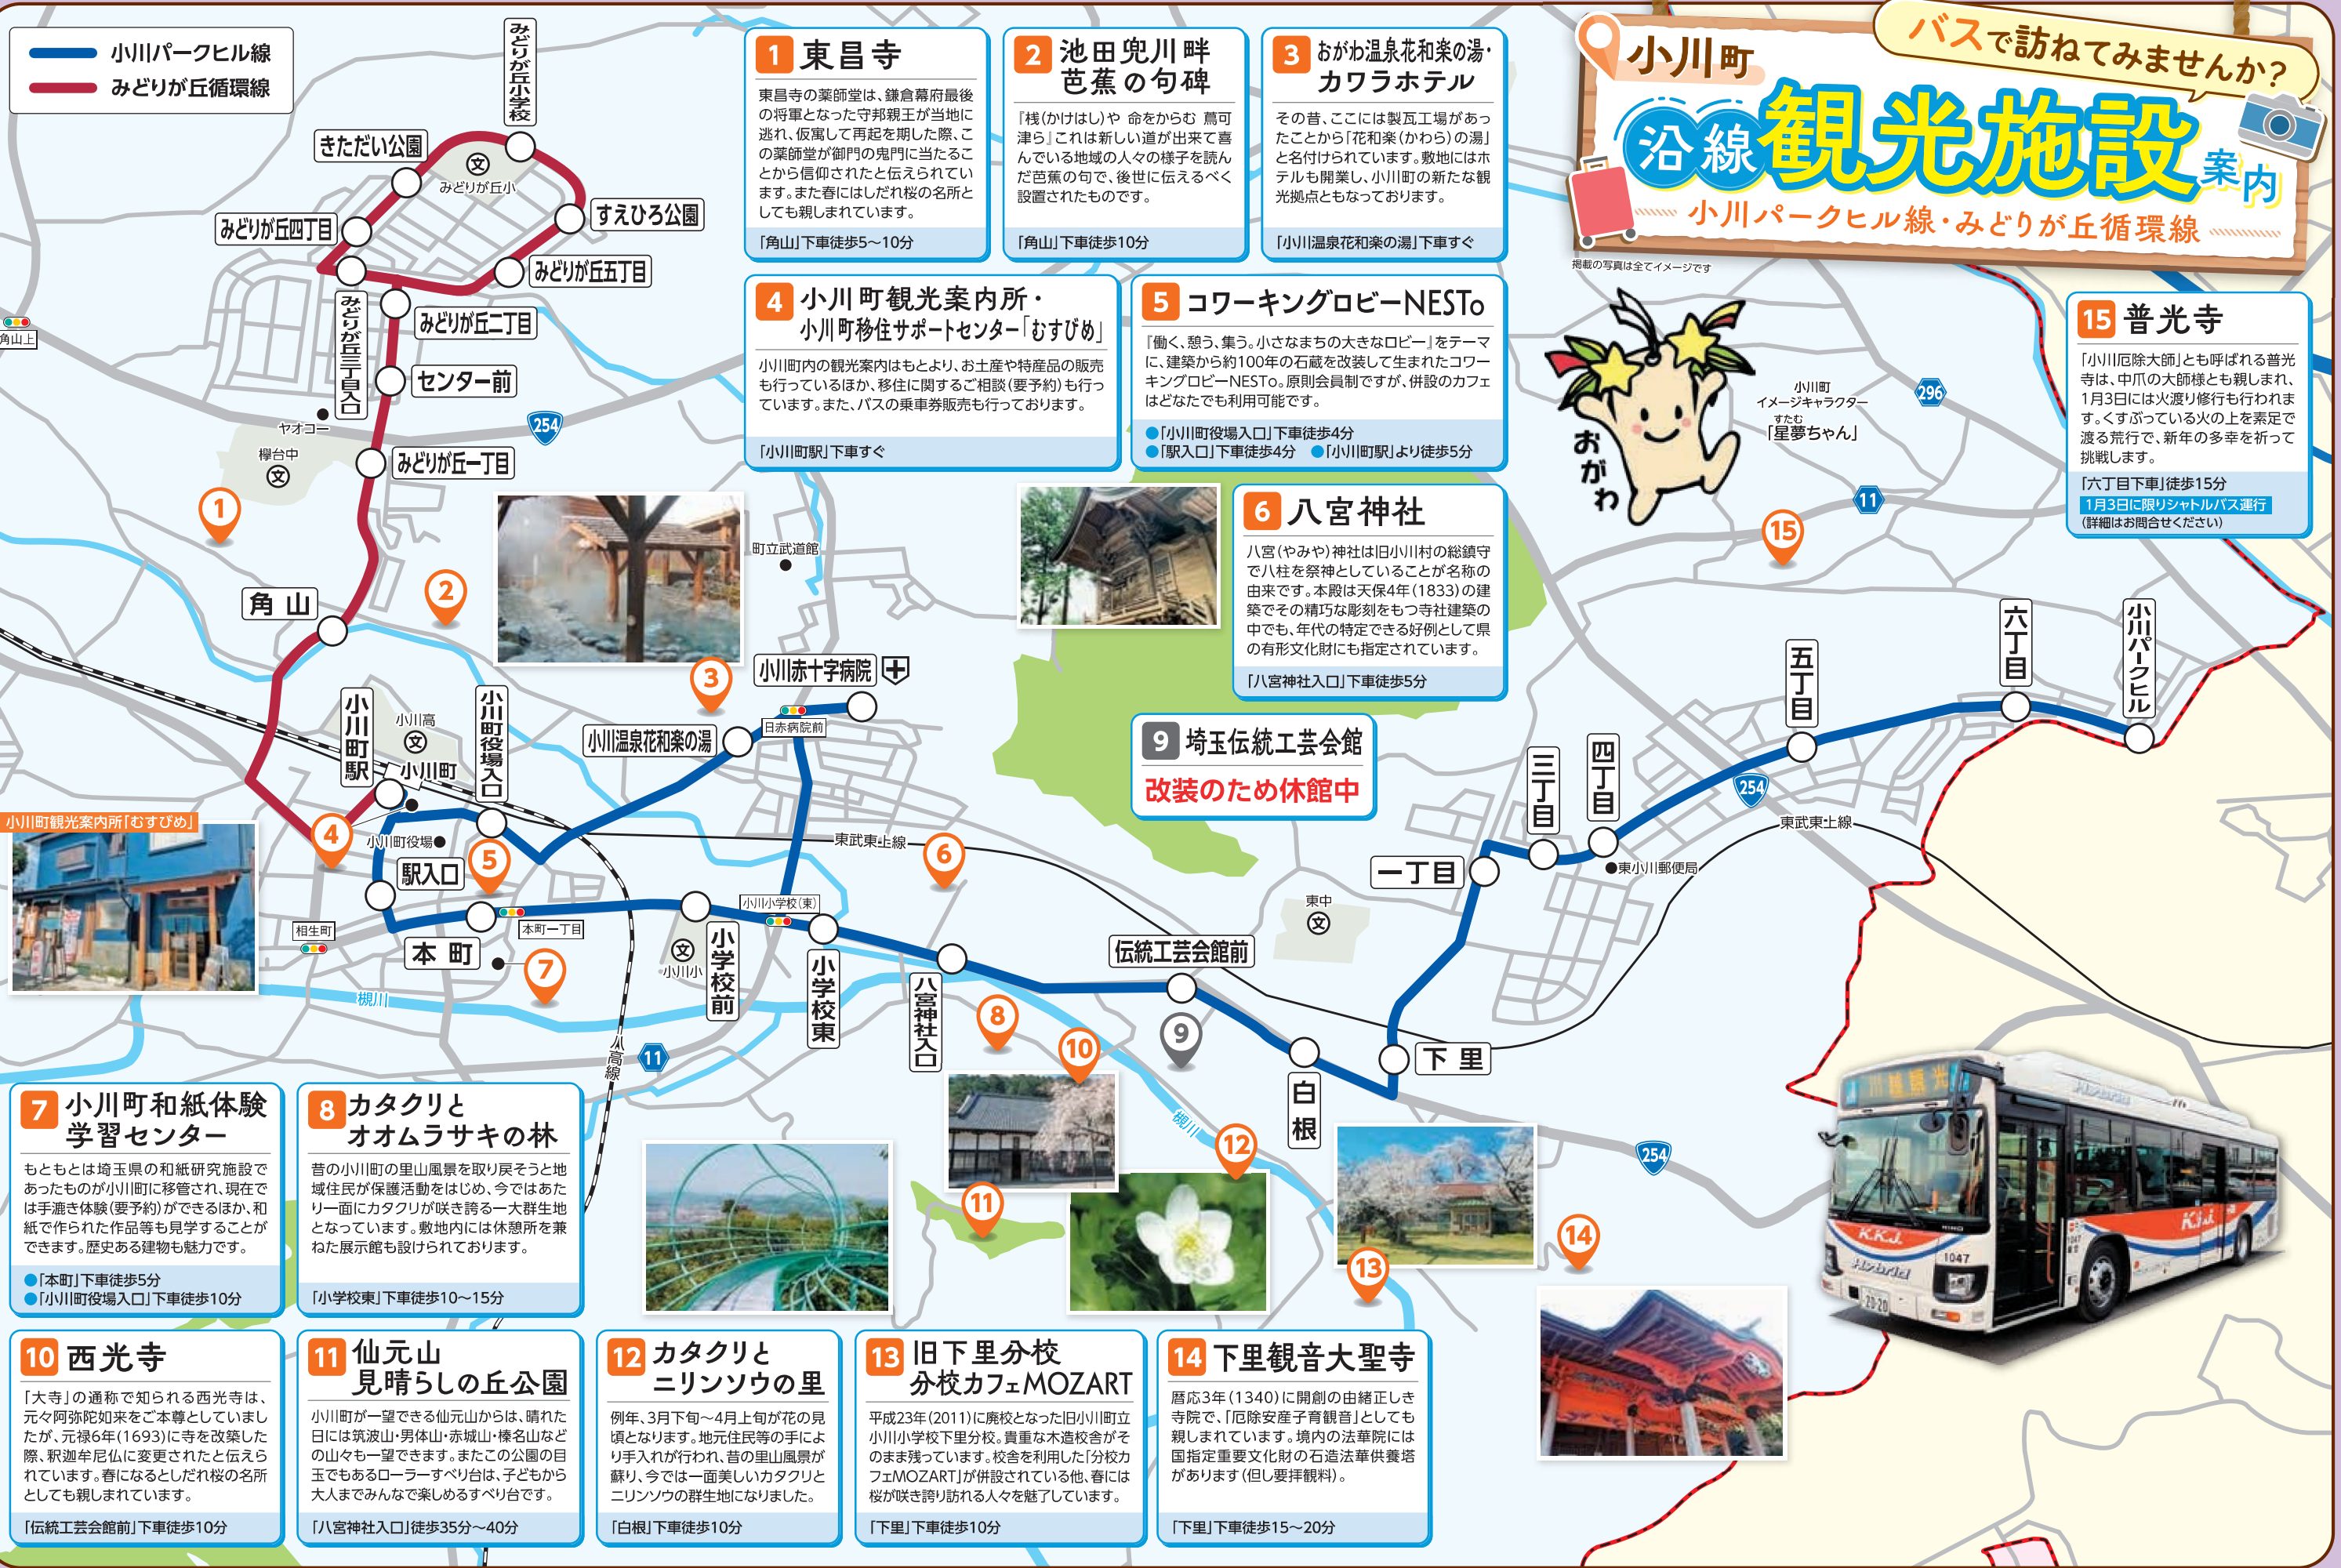 バスで訪ねてみませんか?
小川町
沿線観光施設案内
小川パークヒル線・みどりが丘循環線
掲載の写真は全てイメージです
小川パークヒル線
みどりが丘循環線
1 東昌寺
東昌寺の薬師堂は、鎌倉幕府最後
の将軍となった守邦親王が当地に
逃れ、仮寓して再起を期した際、こ
の薬師堂が御門の鬼門に当たるこ
とから信仰されたと伝えられてい
ます。また春にはしだれ桜の名所と
しても親しまれています。
「角山」下車徒歩5〜10分
2 池田兜川畔
芭蕉の句碑
『桟(かけはし)や 命をからむ 蔦可
津ら』これは新しい道が出来て喜
んでいる地域の人々の様子を読ん
だ芭蕉の句で、後世に伝えるべく
設置されたものです。
「角山」下車徒歩10分
3 おがわ温泉花和楽の湯・
カワラホテル
その昔、ここには製瓦工場があっ
たことから「花和楽(かわら)の湯」
と名付けられています。敷地にはホ
テルも開業し、小川町の新たな観
光拠点ともなっております。
「小川温泉花和楽の湯」下車すぐ
4 小川町観光案内所・
小川町移住サポートセンター「むすびめ」
小川町内の観光案内はもとより、お土産や特産品の販売
も行っているほか、移住に関するご相談(要予約)も行っ
ています。また、バスの乗車券販売も行っております。
「小川町駅」下車すぐ
5 コワーキングロビーNESTo
『働く、憩う、集う。小さなまちの大きなロビー』をテーマ
に、建築から約100年の石蔵を改装して生まれたコワー
キングロビーNESTo。原則会員制ですが、併設のカフェ
はどなたでも利用可能です。
●「小川町役場入口」下車徒歩4分
●「駅入口」下車徒歩4分 ●「小川町駅」より徒歩5分
6 八宮神社
八宮(やみや)神社は旧小川村の総鎮守
で八柱を祭神としていることが名称の
由来です。本殿は天保4年(1833)の建
築でその精巧な彫刻をもつ寺社建築の
中でも、年代の特定できる好例として県
の有形文化財にも指定されています。
「八宮神社入口」下車徒歩5分
9 埼玉伝統工芸会館
改装のため休館中
15 普光寺
「小川厄除大師」とも呼ばれる普光
寺は、中爪の大師様とも親しまれ、
1月3日には火渡り修行も行われま
す。くすぶっている火の上を素足で
渡る荒行で、新年の多幸を祈って
挑戦します。
「六丁目下車」徒歩15分
1月3日に限りシャトルバス運行
(詳細はお問合せください)
小川町
イメージキャラクター
すたむ
「星夢ちゃん」
おがわ
みどりが丘小学校
きただい公園
みどりが丘小
すえひろ公園
みどりが丘四丁目
みどりが丘五丁目
みどりが丘三丁目入口
みどりが丘二丁目
角山上
センター前
ヤオコー
254
欅台中
みどりが丘一丁目
1
2
角山
町立武道館
3
小川赤十字病院
日赤病院前
小川温泉花和楽の湯
小川町駅
小川高
小川町
小川町役場入口
小川町観光案内所「むすびめ」
4
小川町役場
5
駅入口
相生町
本町
本町一丁目
7
槻川
東武東上線
6
小川小学校(東)
小川小
小学校前
小学校東
八宮神社入口
八高線
11
8
10
伝統工芸会館前
9
白根
下里
槻川
12
11
13
14
254
東中
一丁目
三丁目
四丁目
東小川郵便局
五丁目
254
東武東上線
六丁目
小川パークヒル
296
11
15
K.K.J.
1047
Hybrid
20-20
K.K.J.
Hybrid
7 小川町和紙体験
学習センター
もともとは埼玉県の和紙研究施設で
あったものが小川町に移管され、現在で
は手漉き体験(要予約)ができるほか、和
紙で作られた作品等も見学することが
できます。歴史ある建物も魅力です。
●「本町」下車徒歩5分
●「小川町役場入口」下車徒歩10分
8 カタクリと
オオムラサキの林
昔の小川町の里山風景を取り戻そうと地
域住民が保護活動をはじめ、今ではあた
り一面にカタクリが咲き誇る一大群生地
となっています。敷地内には休憩所を兼
ねた展示館も設けられております。
「小学校東」下車徒歩10〜15分
10 西光寺
「大寺」の通称で知られる西光寺は、
元々阿弥陀如来をご本尊としていまし
たが、元禄6年(1693)に寺を改築した
際、釈迦牟尼仏に変更されたと伝えら
れています。春になるとしだれ桜の名所
としても親しまれています。
「伝統工芸会館前」下車徒歩10分
11 仙元山
見晴らしの丘公園
小川町が一望できる仙元山からは、晴れた
日には筑波山・男体山・赤城山・榛名山など
の山々も一望できます。またこの公園の目
玉でもあるローラーすべり台は、子どもから
大人までみんなで楽しめるすべり台です。
「八宮神社入口」徒歩35分〜40分
12 カタクリと
ニリンソウの里
例年、3月下旬〜4月上旬が花の見
頃となります。地元住民等の手によ
り手入れが行われ、昔の里山風景が
蘇り、今では一面美しいカタクリと
ニリンソウの群生地になりました。
「白根」下車徒歩10分
13 旧下里分校
分校カフェMOZART
平成23年(2011)に廃校となった旧小川町立
小川小学校下里分校。貴重な木造校舎がそ
のまま残っています。校舎を利用した「分校カ
フェMOZART」が併設されている他、春には
桜が咲き誇り訪れる人々を魅了しています。
「下里」下車徒歩10分
14 下里観音大聖寺
暦応3年(1340)に開創の由緒正しき
寺院で、「厄除安産子育観音」としても
親しまれています。境内の法華院には
国指定重要文化財の石造法華供養塔
があります(但し要拝観料)。
「下里」下車徒歩15〜20分